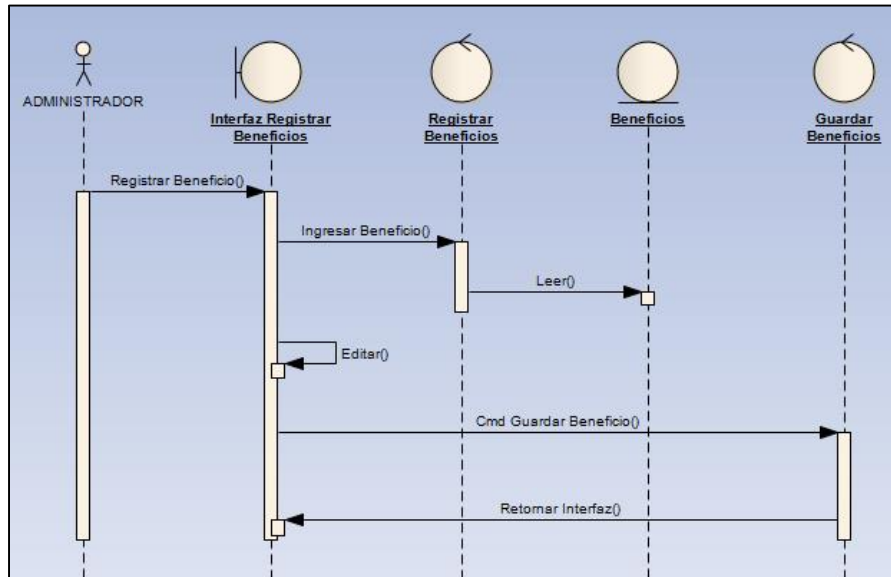 ADMINISTRADOR
Interfaz Registrar
Beneficios
Registrar
Beneficios
Beneficios
Guardar
Beneficios
Registrar Beneficio()
Ingresar Beneficio()
Leer()
Editar()
Cmd Guardar Beneficio()
Retornar Interfaz()